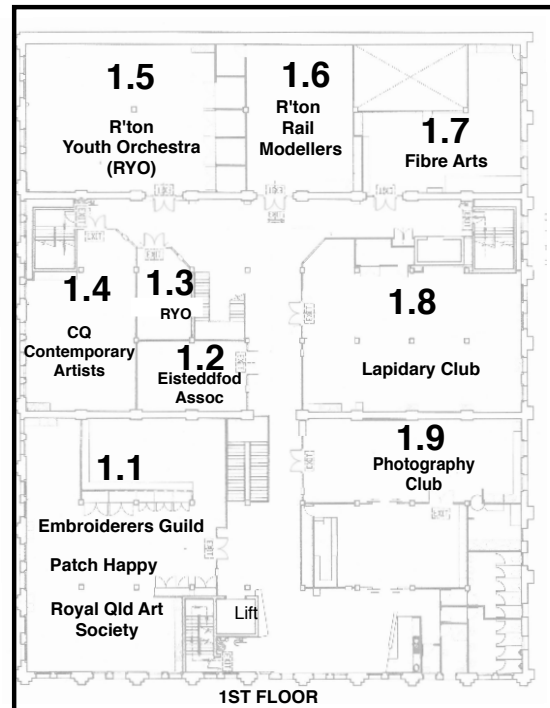 1.5
R'ton
Youth Orchestra
(RYO)
1.6
R'ton
Rail
Modellers
1.7
Fibre Arts
1.4
CQ
Contemporary
Artists
1.3
RYO
1.2
Eisteddfod
Assoc
1.8
Lapidary Club
1.1
Embroiderers Guild
Patch Happy
Royal Qld Art
Society
1.9
Photography
Club
Lift
1ST FLOOR